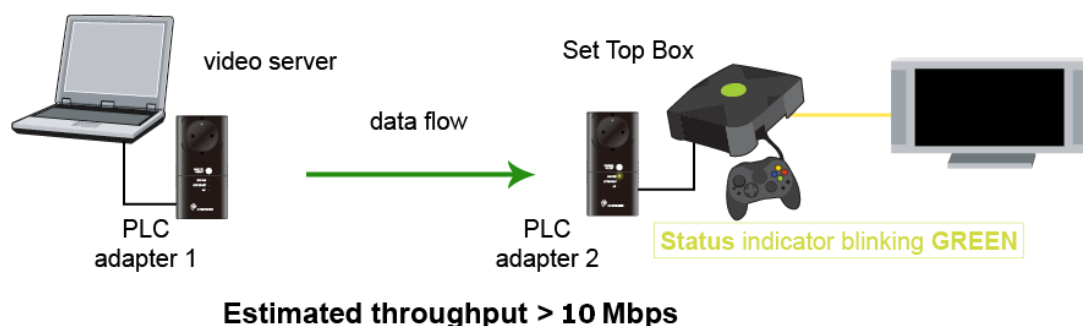 video server
Set Top Box
data flow
PLC
adapter 1
PLC
adapter 2
Status indicator blinking GREEN
Estimated throughput > 10 Mbps